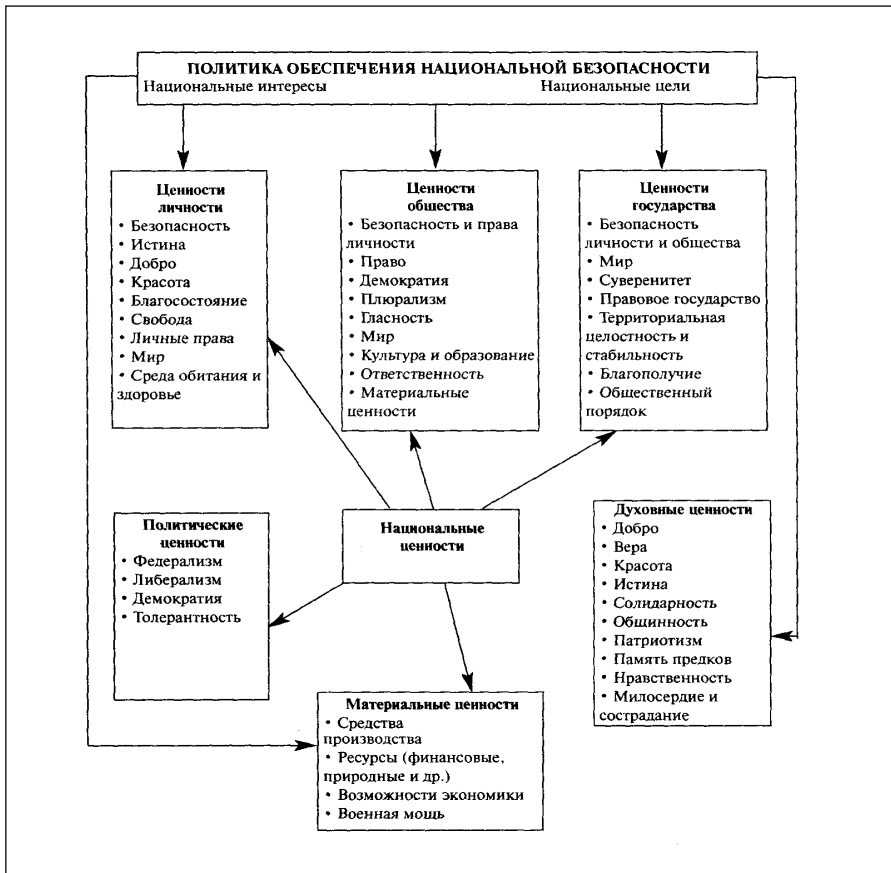 ПОЛИТИКА ОБЕСПЕЧЕНИЯ НАЦИОНАЛЬНОЙ БЕЗОПАСНОСТИ
Национальные интересы Национальные цели
Ценности
личности
• Безопасность
• Истина
• Добро
• Красота
• Благосостояние
• Свобода
• Личные права
• Мир
• Среда обитания и
здоровье
Ценности
общества
• Безопасность и права
личности
• Право
• Демократия
• Плюрализм
• Гласность
• Мир
• Культура и образование
• Ответственность
• Материальные
ценности
Ценности
государства
• Безопасность
личности и общества
• Мир
• Суверенитет
• Правовое государство
• Территориальная
целостность и
стабильность
• Благополучие
• Общественный
порядок
Политические
ценности
• Федерализм
• Либерализм
• Демократия
• Толерантность
Национальные
ценности
Духовные ценности
• Добро
• Вера
• Красота
• Истина
• Солидарность
• Общинность
• Патриотизм
• Память предков
• Нравственность
• Милосердие и
сострадание
Материальные ценности
• Средства
производства
• Ресурсы (финансовые,
природные и др.)
• Возможности экономики
• Военная мощь